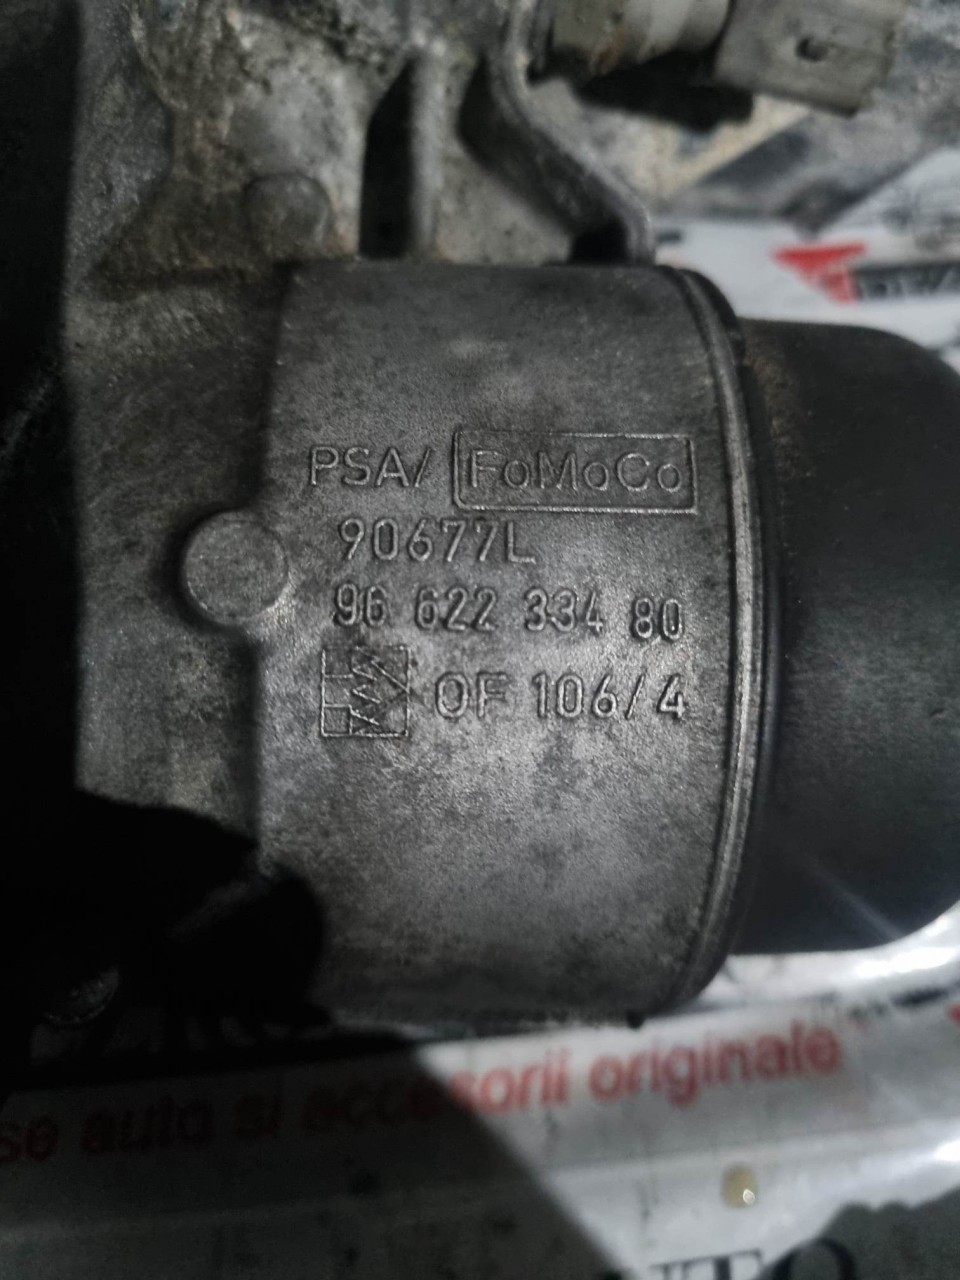 PSA/ FoMoCo
90677L
96 622 334 80
OF 106/4
se auto si accesorii originale